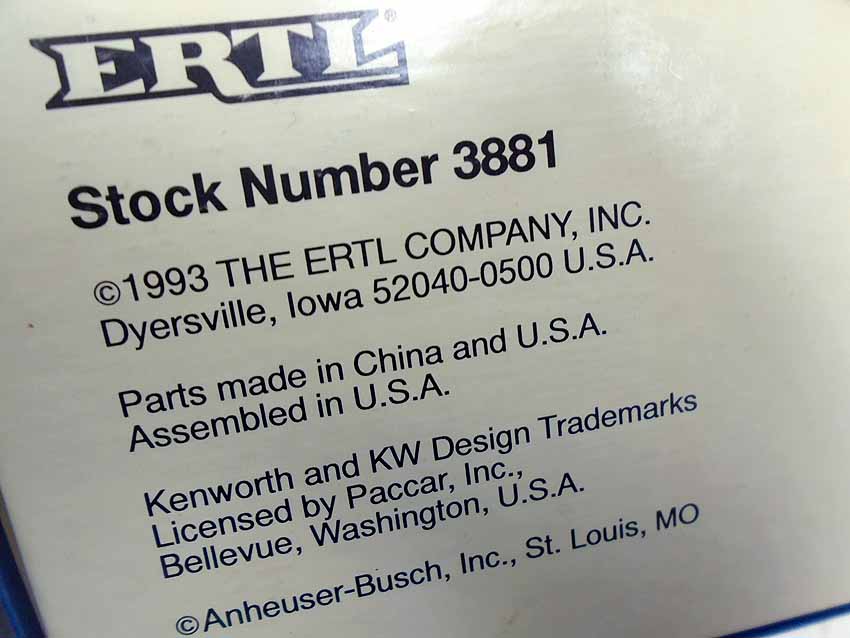 ERTL®
Stock Number 3881
©1993 THE ERTL COMPANY, INC.
Dyersville, Iowa 52040-0500 U.S.A.
Parts made in China and U.S.A.
Assembled in U.S.A.
Kenworth and KW Design Trademarks
Licensed by Paccar, Inc.,
Bellevue, Washington, U.S.A.
©Anheuser-Busch, Inc., St. Louis, MO